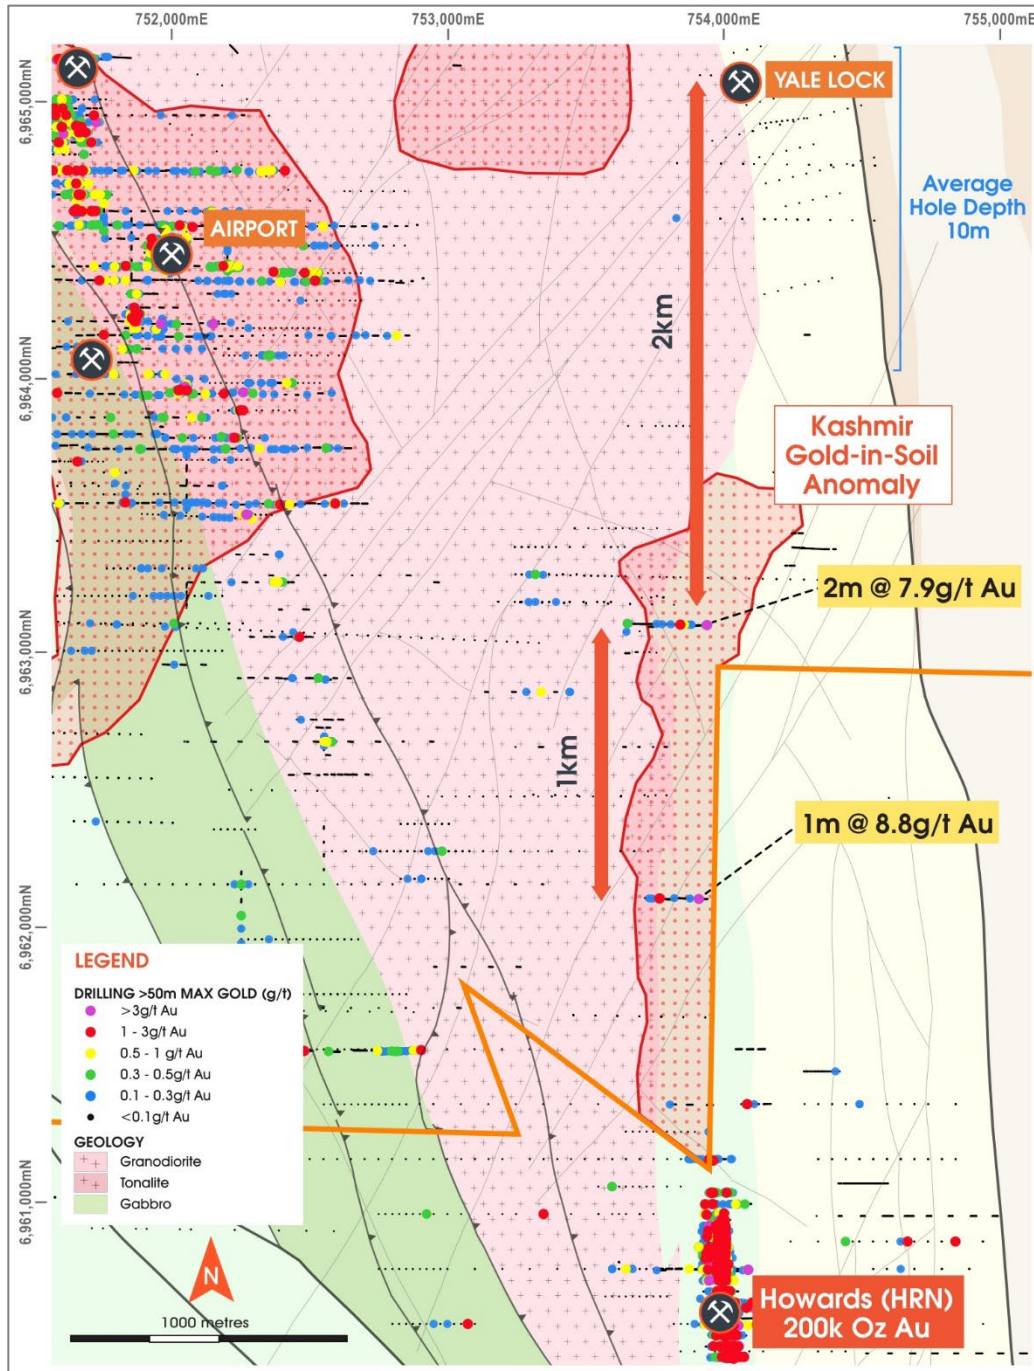 752,000mE
753,000mE
754,000mE
755,000mE
6,965,000mN
6,964,000mN
6,963,000mN
6,962,000mN
6,961,000mN
YALE LOCK
AIRPORT
Average
Hole Depth
10m
2km
Kashmir
Gold-in-Soil
Anomaly
2m @ 7.9g/t Au
1km
1m @ 8.8g/t Au
LEGEND
DRILLING >50m MAX GOLD (g/t)
>3g/t Au
1 - 3g/t Au
0.5 - 1 g/t Au
0.3 - 0.5g/t Au
0.1 - 0.3g/t Au
<0.1g/t Au
GEOLOGY
Granodiorite
Tonalite
Gabbro
N
1000 metres
Howards (HRN)
200k Oz Au